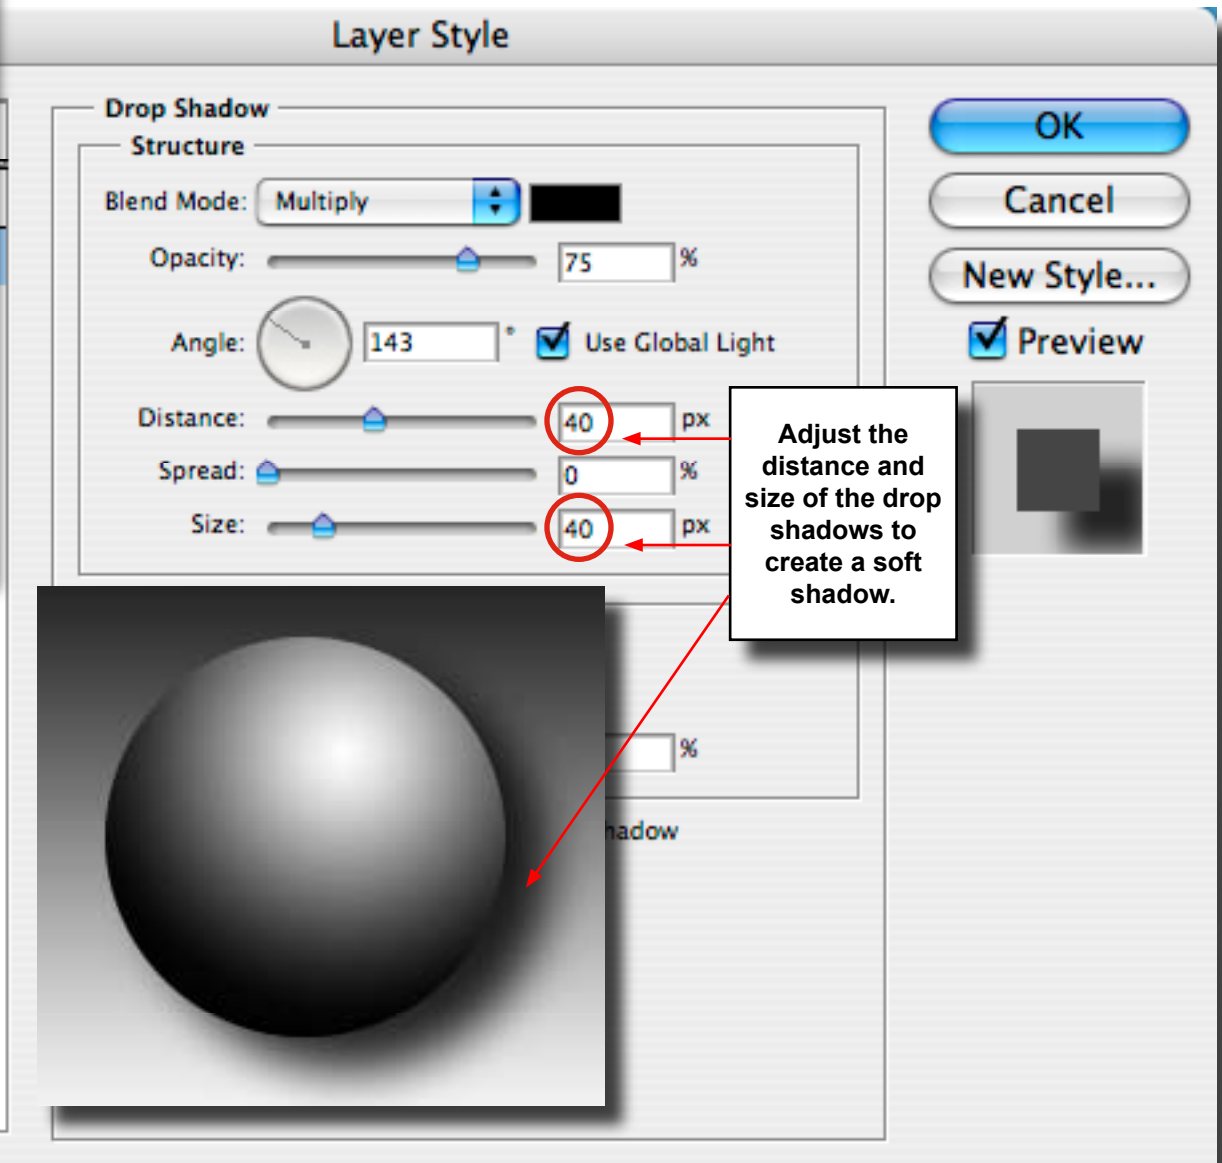 Layer Style
Drop Shadow
Structure
Blend Mode: Multiply
Opacity: 75 %
Angle: 143 ° Use Global Light
Distance: 40 px
Spread: 0 %
Size: 40 px
%
hadow
OK
Cancel
New Style...
Preview
Adjust the
distance and
size of the drop
shadows to
create a soft
shadow.